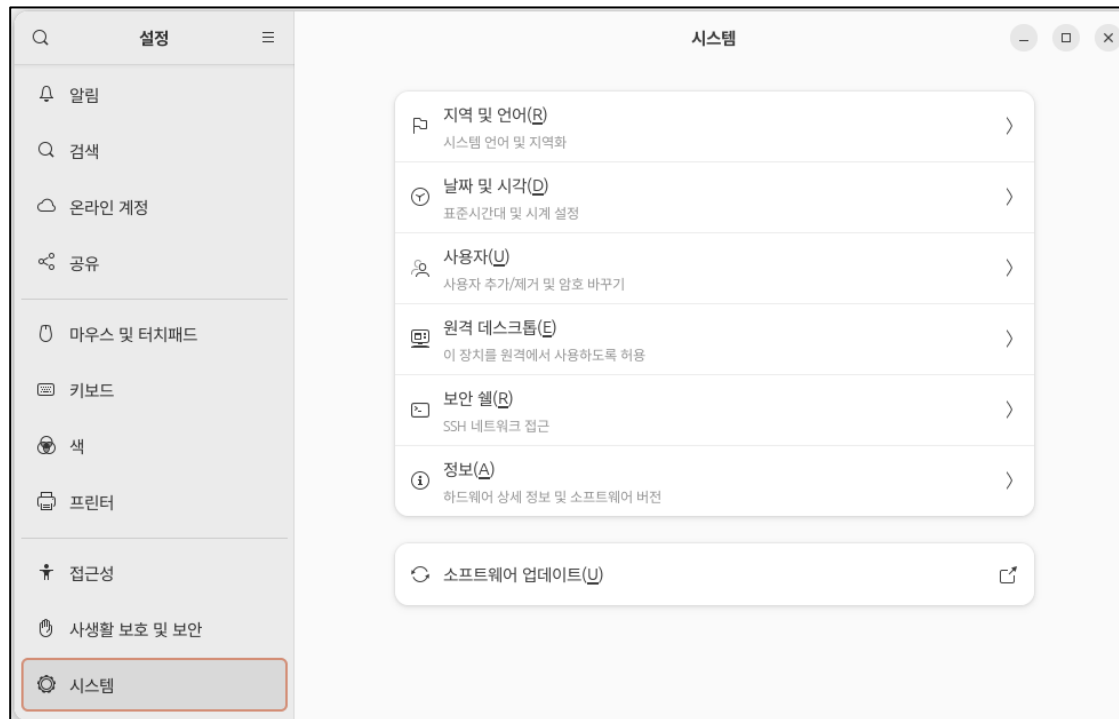 설정
알림
검색
온라인 계정
공유
마우스 및 터치패드
키보드
색
프린터
접근성
사생활 보호 및 보안
시스템
시스템
지역 및 언어(R)
시스템 언어 및 지역화
날짜 및 시각(D)
표준시간대 및 시계 설정
사용자(U)
사용자 추가/제거 및 암호 바꾸기
원격 데스크톱(E)
이 장치를 원격에서 사용하도록 허용
보안 쉘(R)
SSH 네트워크 접근
정보(A)
하드웨어 상세 정보 및 소프트웨어 버전
소프트웨어 업데이트(U)